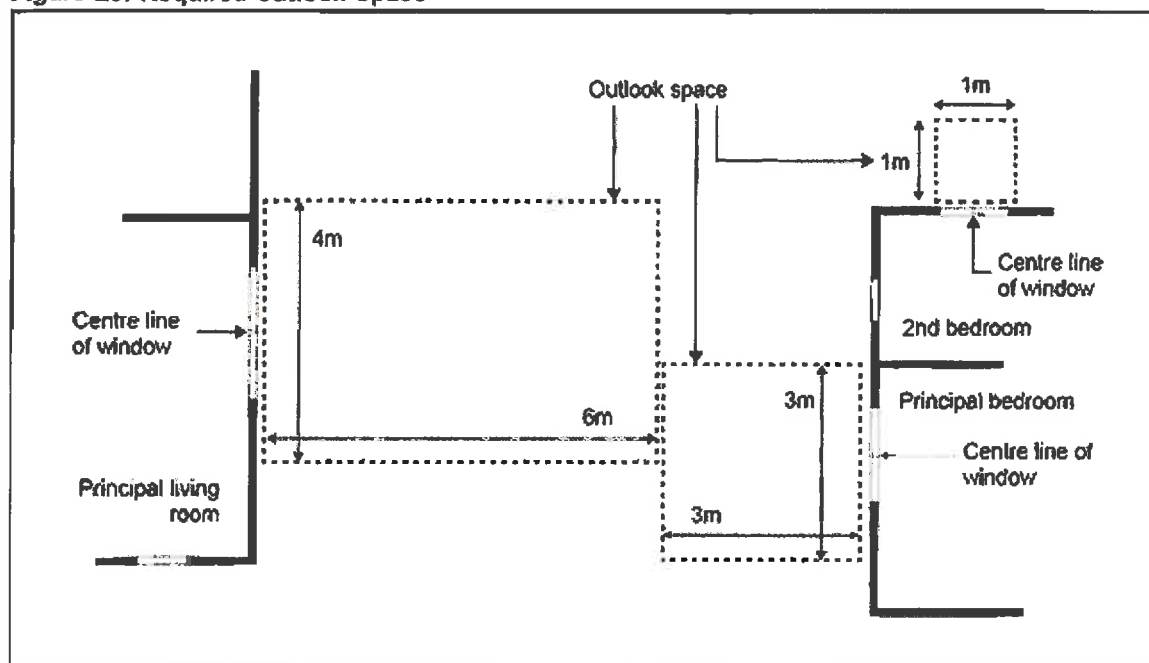 Outlook space
1m
1m
4m
Centre line
of window
Centre line
of window
2nd bedroom
3m
Principal bedroom
6m
Centre line of
window
Principal living
room
3m